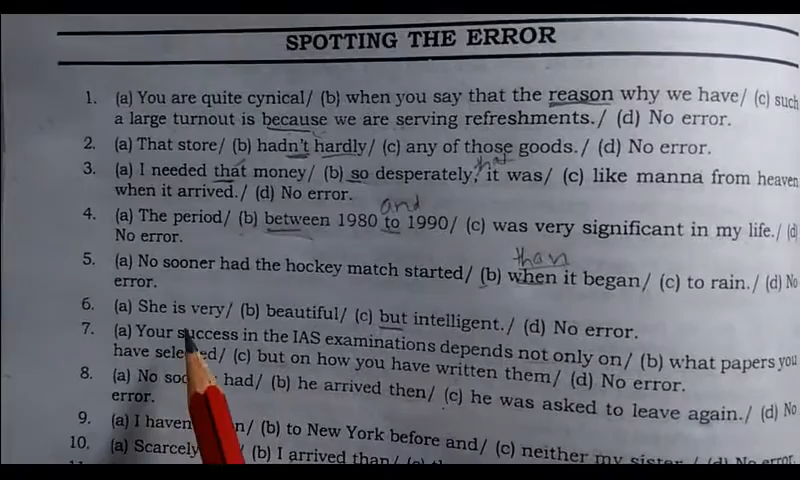 SPOTTING THE ERROR
1. (a) You are quite cynical/ (b) when you say that the reason why we have/ (c) such
a large turnout is because we are serving refreshments./ (d) No error.
2. (a) That store/ (b) hadn't hardly/ (c) any of those goods./ (d) No error.
that
3. (a) I needed that money/ (b) so desperately, it was/ (c) like manna from heaven
when it arrived./ (d) No error.
and
4. (a) The period/ (b) between 1980 to 1990/ (c) was very significant in my life./ (d)
No error.
than
5. (a) No sooner had the hockey match started/ (b) when it began/ (c) to rain./ (d) No
error.
6. (a) She is very/ (b) beautiful/ (c) but intelligent./ (d) No error.
7. (a) Your success in the IAS examinations depends not only on/ (b) what papers you
have selected/ (c) but on how you have written them/ (d) No error.
8. (a) No had/ (b) he arrived then/ (c) he was asked to leave again./ (d) No
error.
9. (a) I (b) to New York before and/ (c) neither my sister./ (d) No error.
10. (a) Scarcely (b) I arrived than/